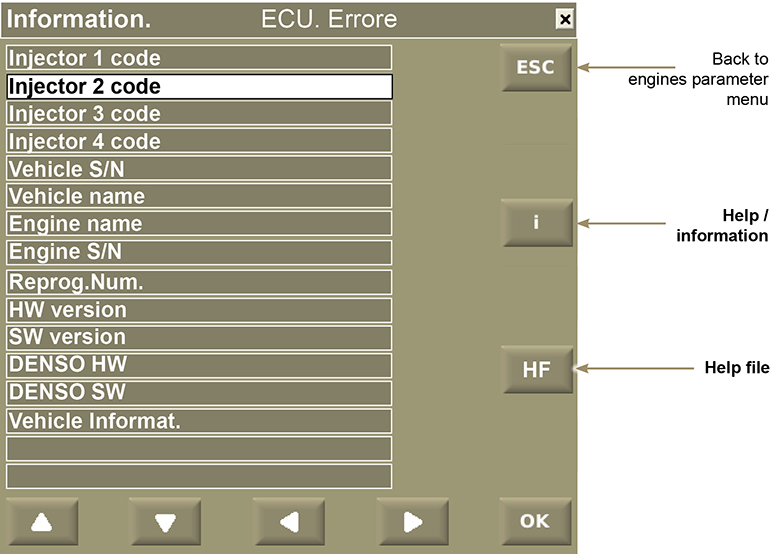 Information.
ECU. Errore
Injector 1 code
Injector 2 code
Injector 3 code
Injector 4 code
Vehicle S/N
Vehicle name
Engine name
Engine S/N
Reprog.Num.
HW version
SW version
DENSO HW
DENSO SW
Vehicle Informat.
ESC
Back to
engines parameter
menu
i
Help /
information
HF
Help file
OK